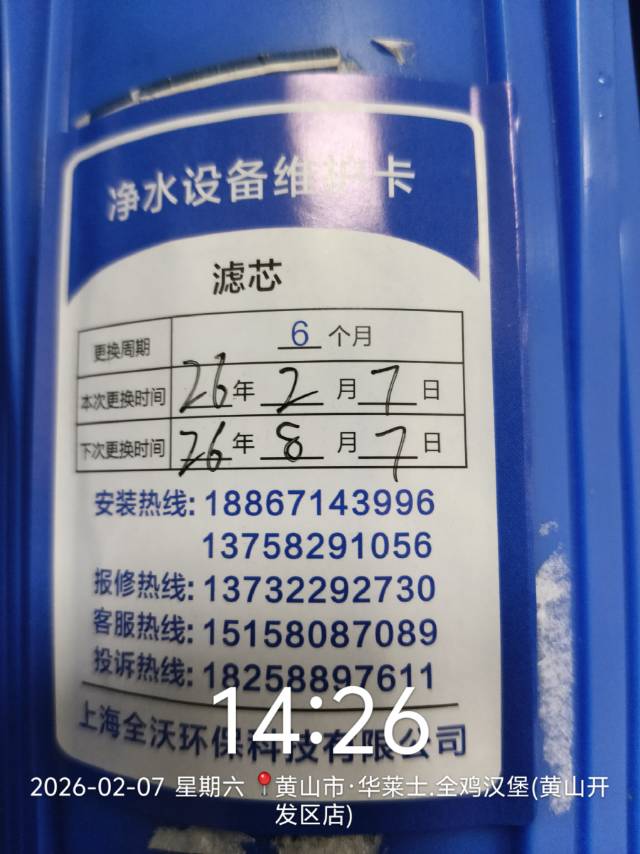 净水设备维护卡
滤芯
更换周期 6 个月
本次更换时间 26年 2 月 7 日
下次更换时间 26年 8 月 7 日
安装热线: 18867143996
13758291056
报修热线: 13732292730
客服热线: 15158087089
投诉热线: 18258897611
上海全沃环保科技有限公司
14:26
2026-02-07 星期六 📍黄山市·华莱士.全鸡汉堡(黄山开
发区店)